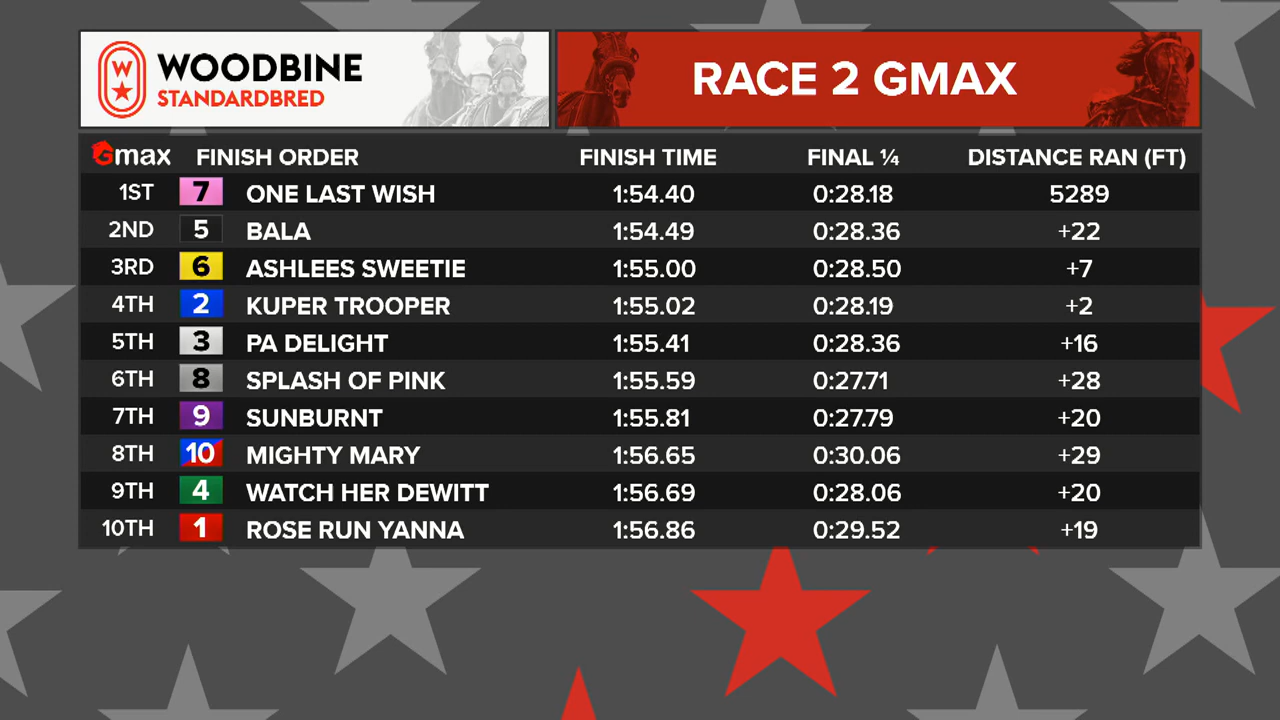 W WOODBINE
STANDARDBRED
RACE 2 GMAX
Gmax FINISH ORDER FINISH TIME FINAL ¼ DISTANCE RAN (FT)
1ST 7 ONE LAST WISH 1:54.40 0:28.18 5289
2ND 5 BALA 1:54.49 0:28.36 +22
3RD 6 ASHLEES SWEETIE 1:55.00 0:28.50 +7
4TH 2 KUPER TROOPER 1:55.02 0:28.19 +2
5TH 3 PA DELIGHT 1:55.41 0:28.36 +16
6TH 8 SPLASH OF PINK 1:55.59 0:27.71 +28
7TH 9 SUNBURNT 1:55.81 0:27.79 +20
8TH 10 MIGHTY MARY 1:56.65 0:30.06 +29
9TH 4 WATCH HER DEWITT 1:56.69 0:28.06 +20
10TH 1 ROSE RUN YANNA 1:56.86 0:29.52 +19